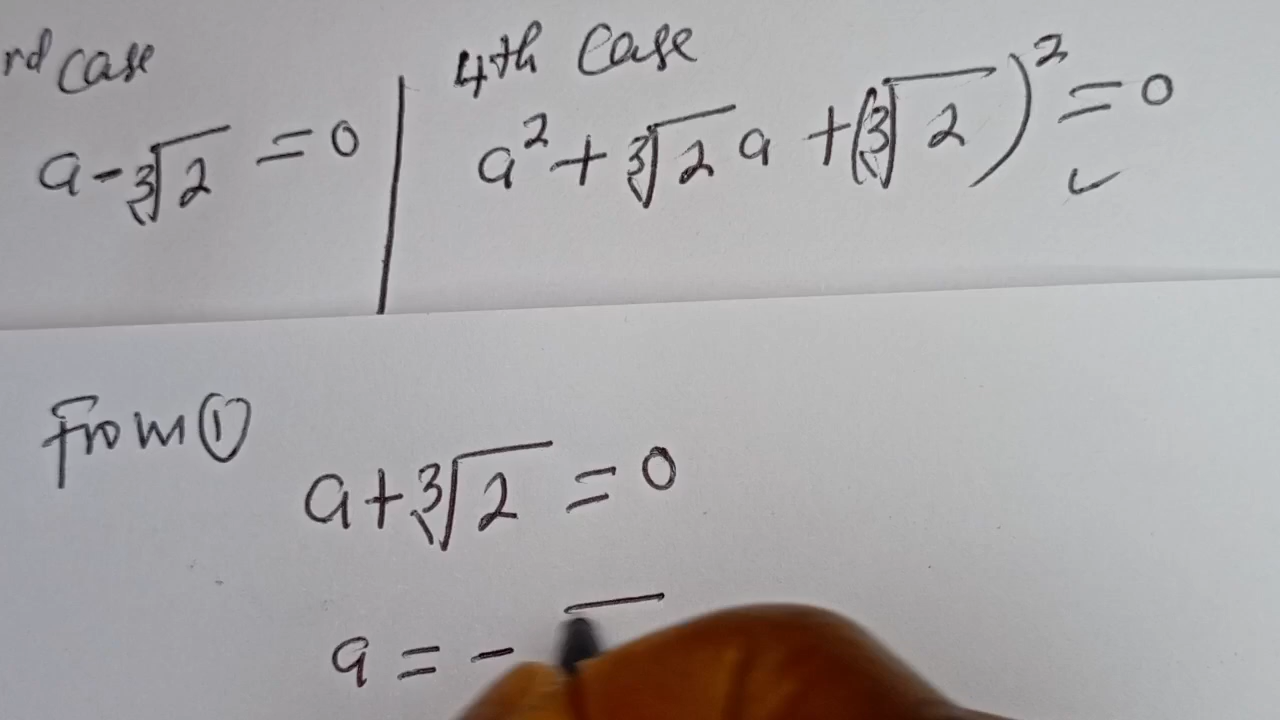 rd case
a - ∛2 = 0
4th Case
a² + ∛2 a + (∛2)² = 0
From ①
a + ∛2 = 0
a = -